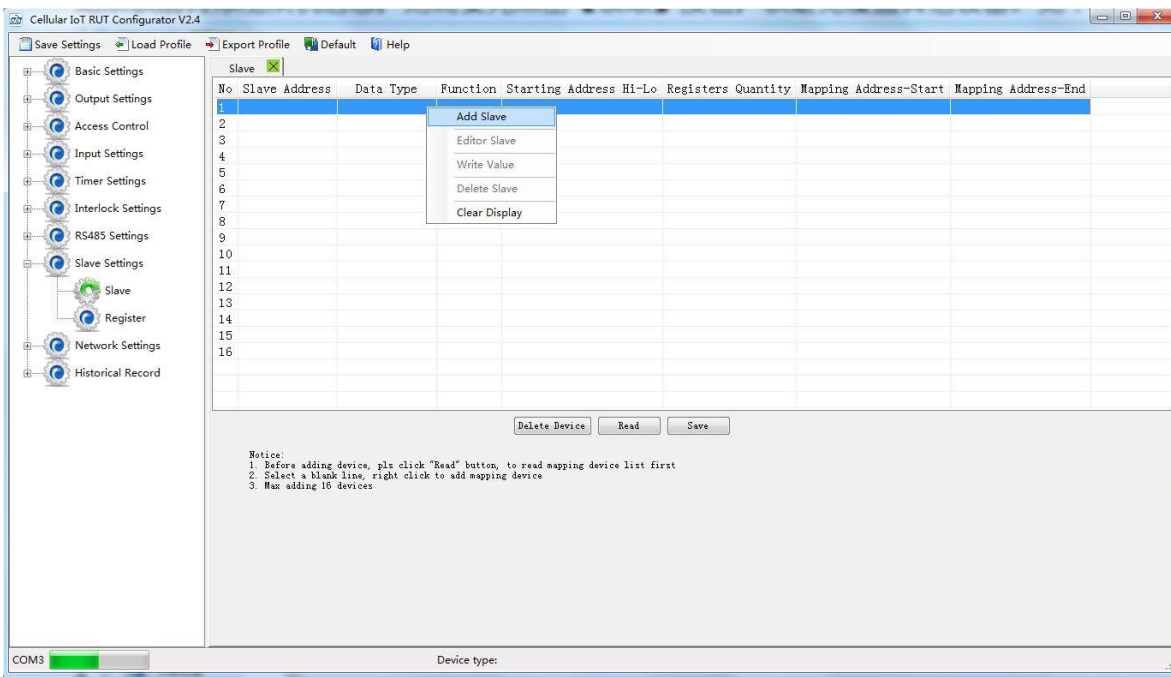 Cellular IoT RUT Configurator V2.4
Save Settings Load Profile Export Profile Default Help
Basic Settings
Output Settings
Access Control
Input Settings
Timer Settings
Interlock Settings
RS485 Settings
Slave Settings
Slave
Register
Network Settings
Historical Record
Slave
No Slave Address Data Type Function Starting Address Hi-Lo Registers Quantity Mapping Address-Start Mapping Address-End
1
2
3
4
5
6
7
8
9
10
11
12
13
14
15
16
Add Slave
Editor Slave
Write Value
Delete Slave
Clear Display
Delete Device Read Save
Notice:
1. Before adding device, pls click "Read" button, to read mapping device list first
2. Select a blank line, right click to add mapping device
3. Max adding 16 devices
COM3 Device type: